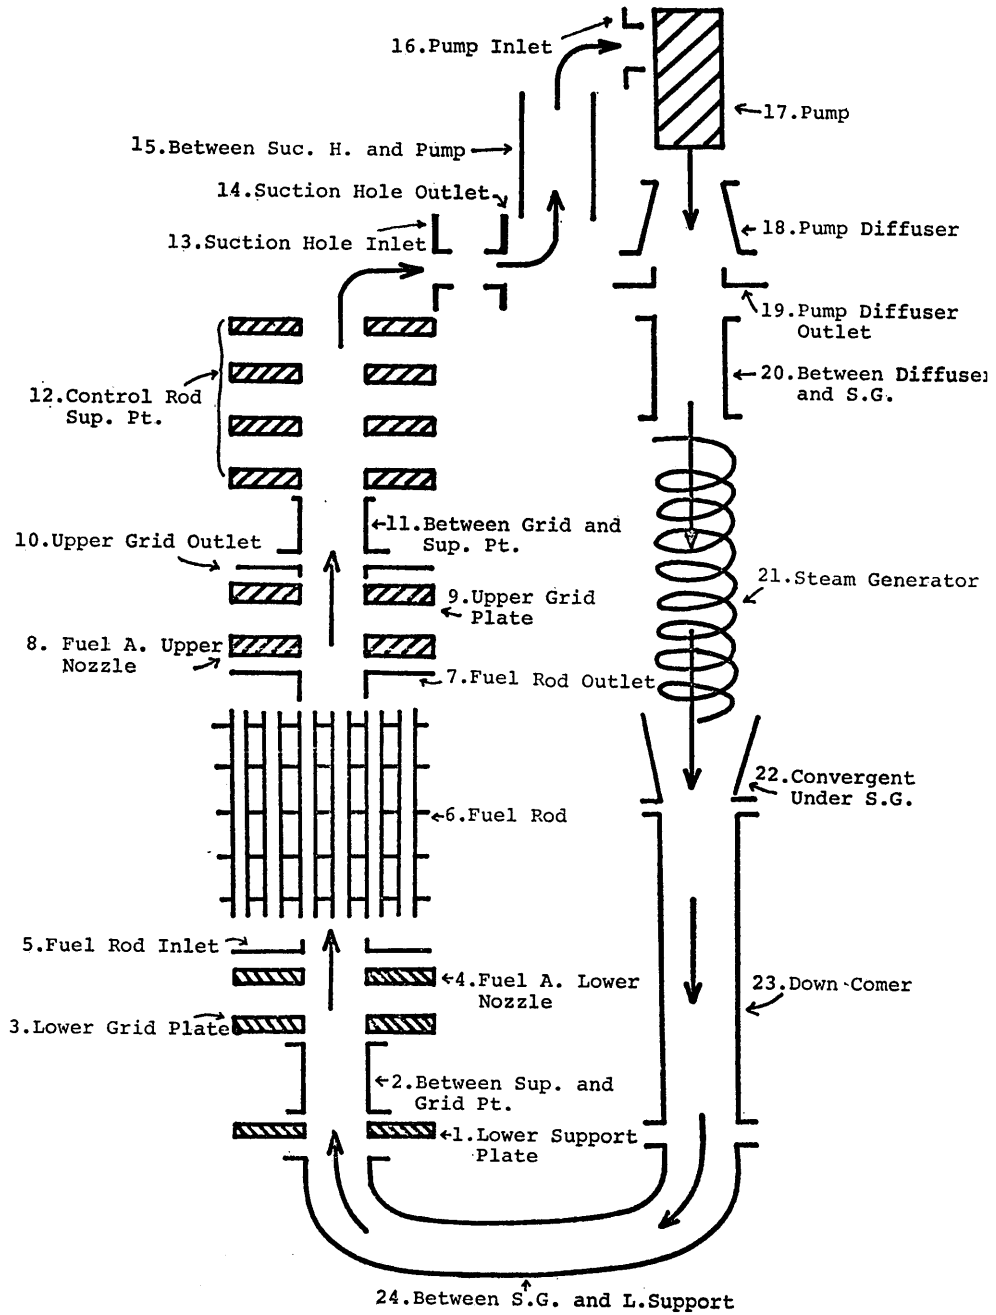 16.Pump Inlet
17.Pump
15.Between Suc. H. and Pump
14.Suction Hole Outlet
13.Suction Hole Inlet
18.Pump Diffuser
19.Pump Diffuser
Outlet
12.Control Rod
Sup. Pt.
20.Between Diffuser
and S.G.
11.Between Grid and
Sup. Pt.
10.Upper Grid Outlet
21.Steam Generator
9.Upper Grid
Plate
8. Fuel A. Upper
Nozzle
7.Fuel Rod Outlet
22.Convergent
Under S.G.
6.Fuel Rod
5.Fuel Rod Inlet
4.Fuel A. Lower
Nozzle
23.Down Comer
3.Lower Grid Plate
2.Between Sup. and
Grid Pt.
1.Lower Support
Plate
24.Between S.G. and L.Support